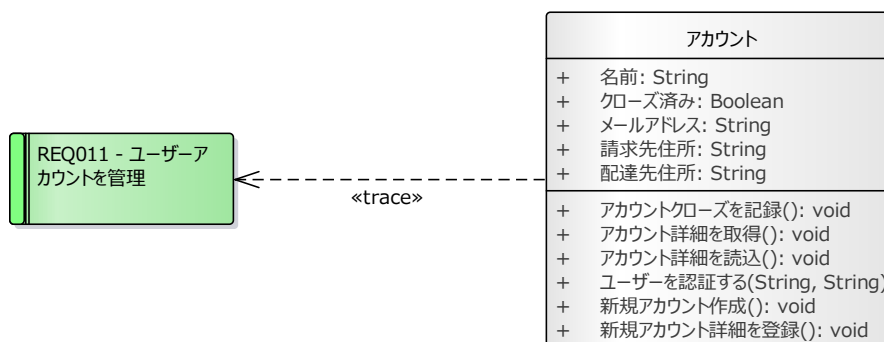 アカウント
+ 名前: String
+ クローズ済み: Boolean
+ メールアドレス: String
+ 請求先住所: String
+ 配達先住所: String
+ アカウントクローズを記録(): void
+ アカウント詳細を取得(): void
+ アカウント詳細を読込(): void
+ ユーザーを認証する(String, String)
+ 新規アカウント作成(): void
+ 新規アカウント詳細を登録(): void
REQ011 - ユーザーア
カウントを管理
«trace»